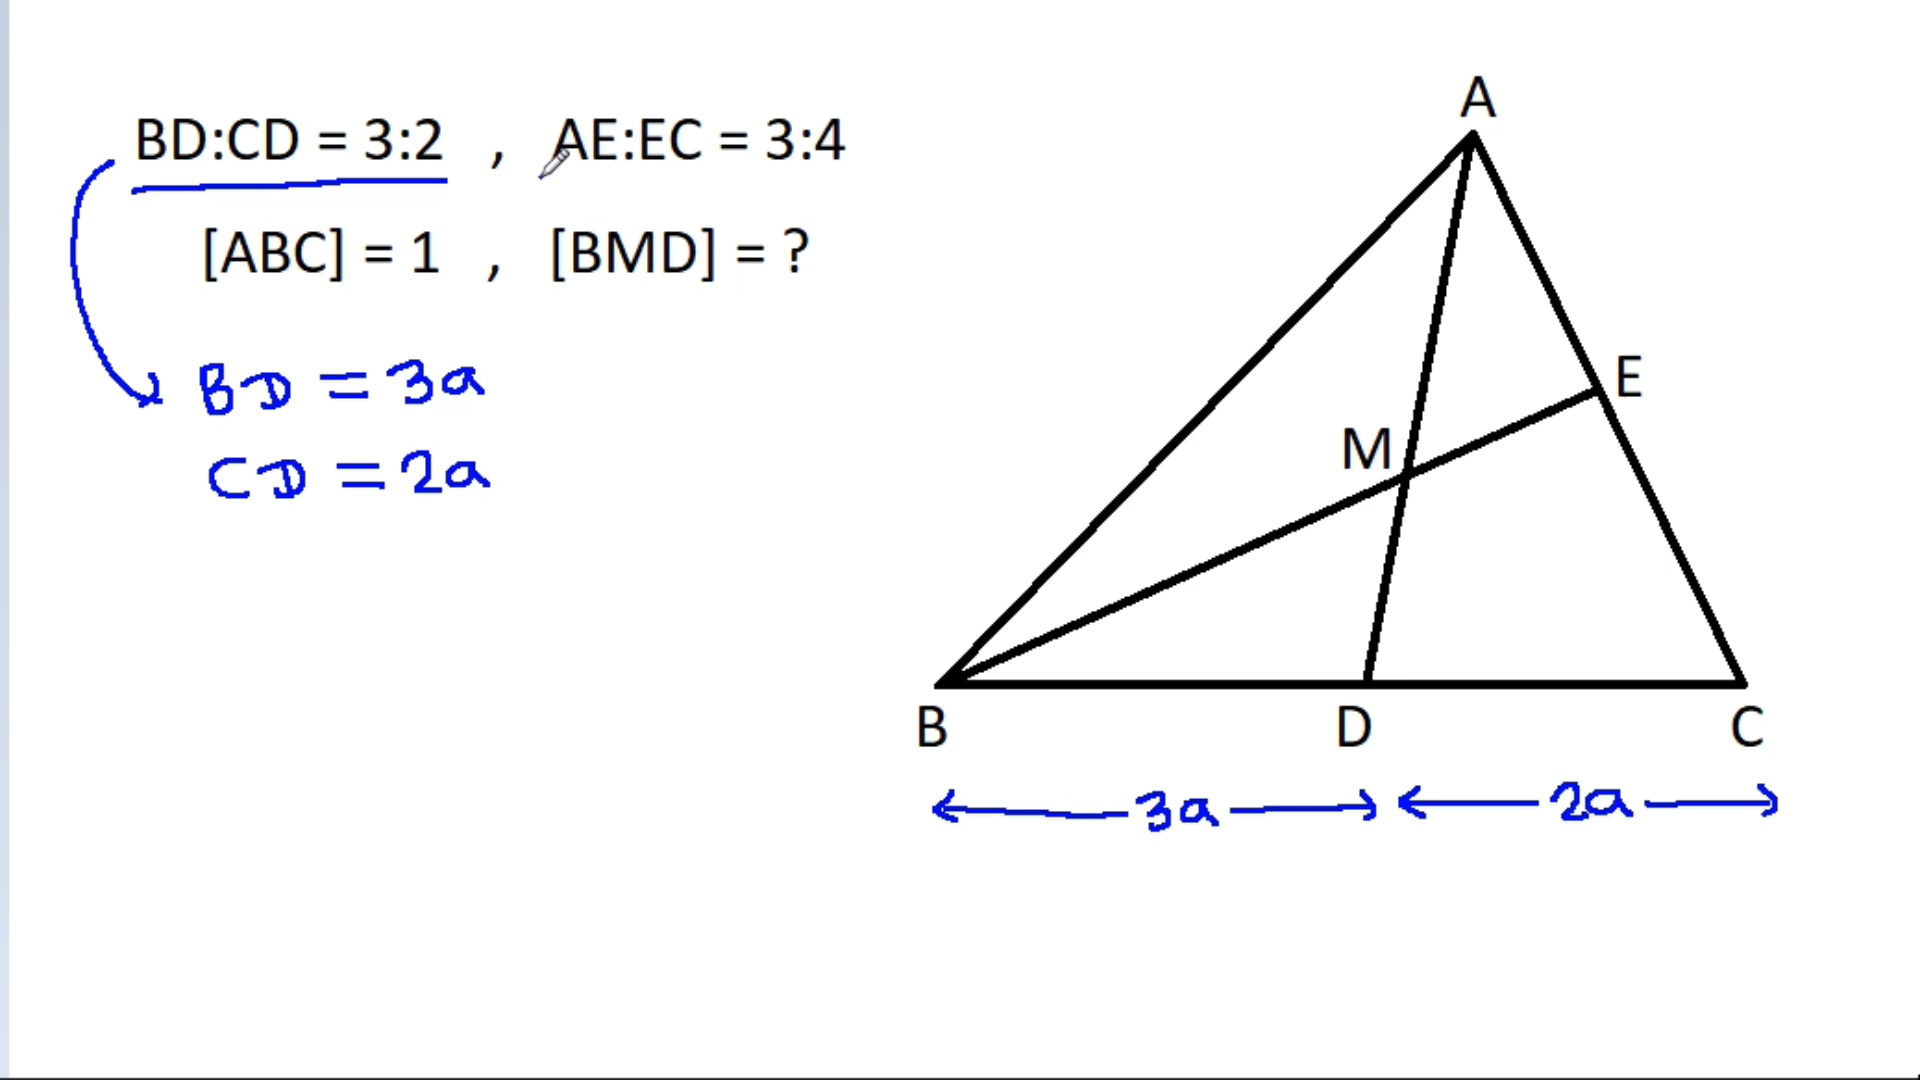 BD:CD = 3:2 , AE:EC = 3:4
[ABC] = 1 , [BMD] = ?
BD = 3a
CD = 2a
A
E
M
B D C
3a 2a